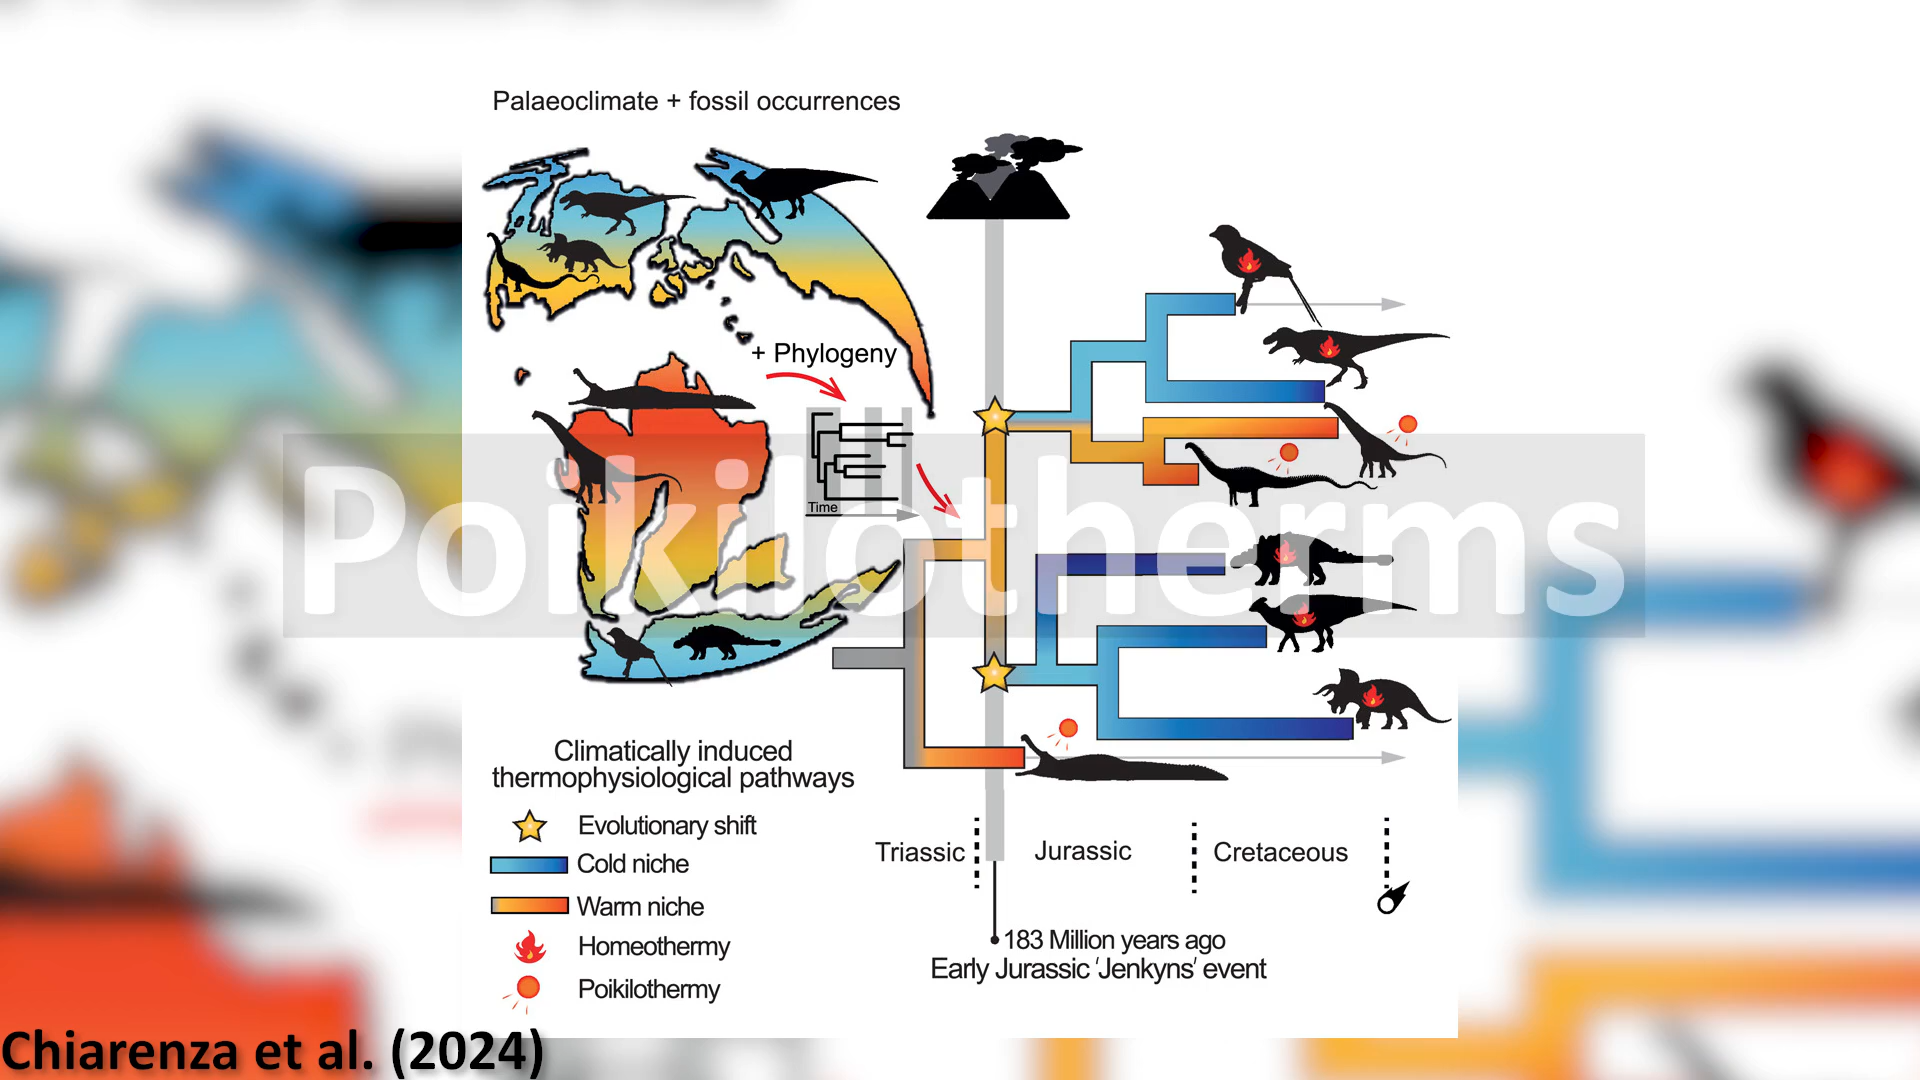 Palaeoclimate + fossil occurrences
+ Phylogeny
Time
Poikilotherms
Climatically induced
thermophysiological pathways
Evolutionary shift
Cold niche
Warm niche
Homeothermy
Poikilothermy
Triassic
Jurassic
Cretaceous
183 Million years ago
Early Jurassic 'Jenkyns' event
Chiarenza et al. (2024)